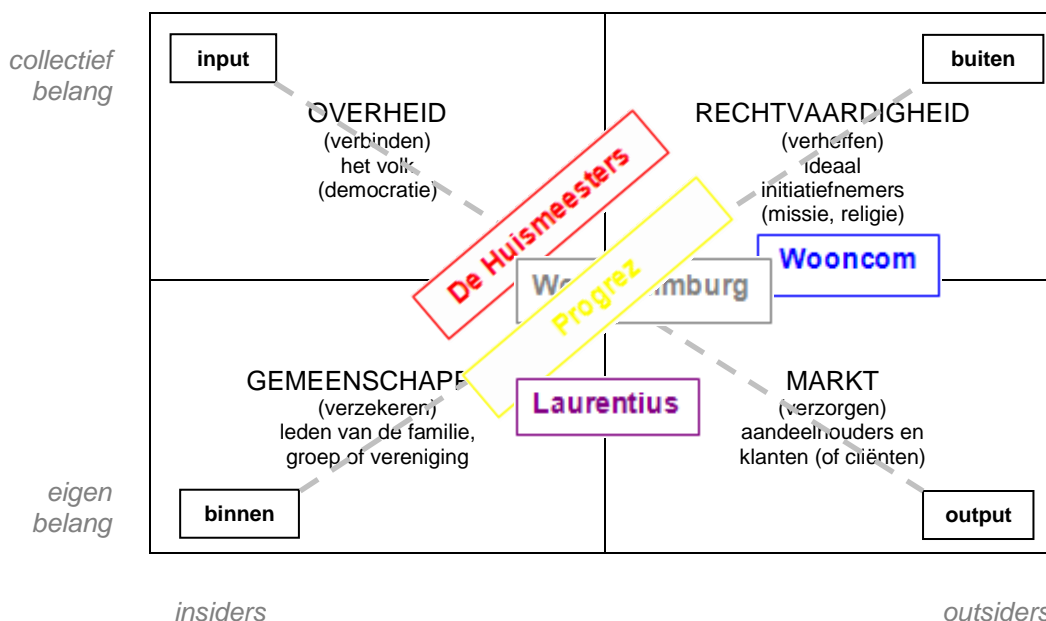 collectief
belang
input
buiten
OVERHEID
(verbinden)
het volk
(democratie)
RECHTVAARDIGHEID
(verheffen)
ideaal
initiatiefnemers
(missie, religie)
De Huismeesters
Wooncom
Progrez
GEMEENSCHAP
(verzekeren)
leden van de familie,
groep of vereniging
Laurentius
MARKT
(verzorgen)
aandeelhouders en
klanten (of cliënten)
eigen
belang
binnen
output
insiders
outsiders